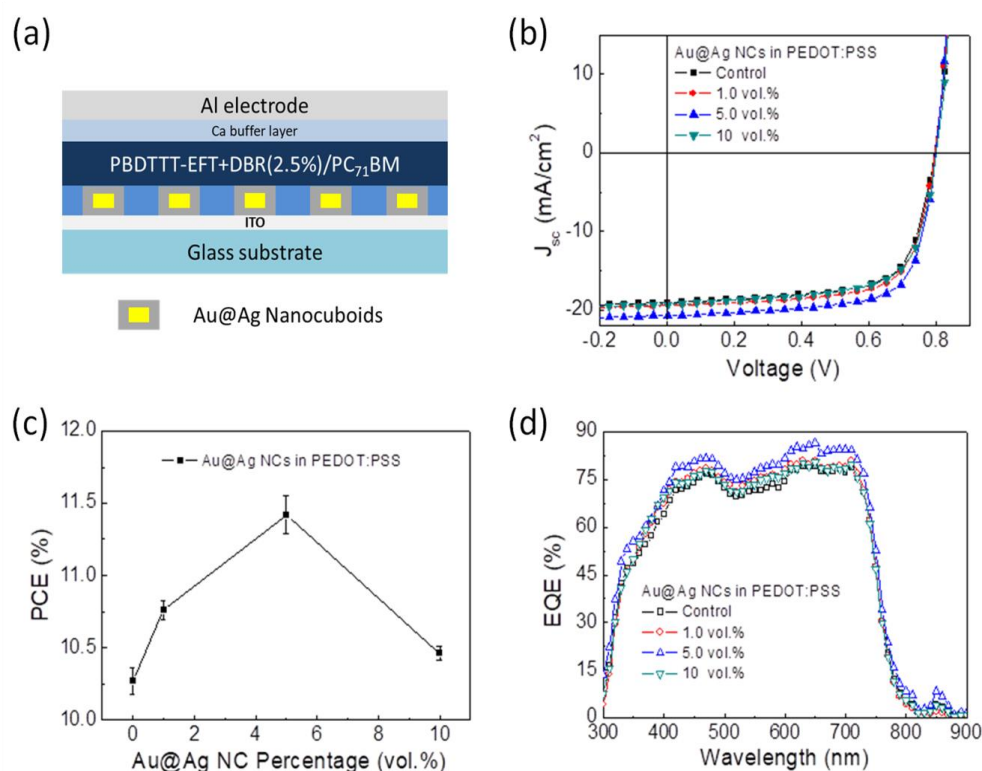 (a)
Al electrode
Ca buffer layer
PBDTTT-EFT+DBR(2.5%)/PC₇₁BM
ITO
Glass substrate
Au@Ag Nanocuboids
(b)
Au@Ag NCs in PEDOT:PSS
Control
1.0 vol.%
5.0 vol.%
10 vol.%
10
0
-10
-20
J_sc (mA/cm²)
-0.2 0.0 0.2 0.4 0.6 0.8
Voltage (V)
(c)
12.0
11.5
11.0
10.5
10.0
PCE (%)
Au@Ag NCs in PEDOT:PSS
0 2 4 6 8 10
Au@Ag NC Percentage (vol.%)
(d)
90
75
60
45
30
15
0
EQE (%)
Au@Ag NCs in PEDOT:PSS
Control
1.0 vol.%
5.0 vol.%
10 vol.%
300 400 500 600 700 800 900
Wavelength (nm)